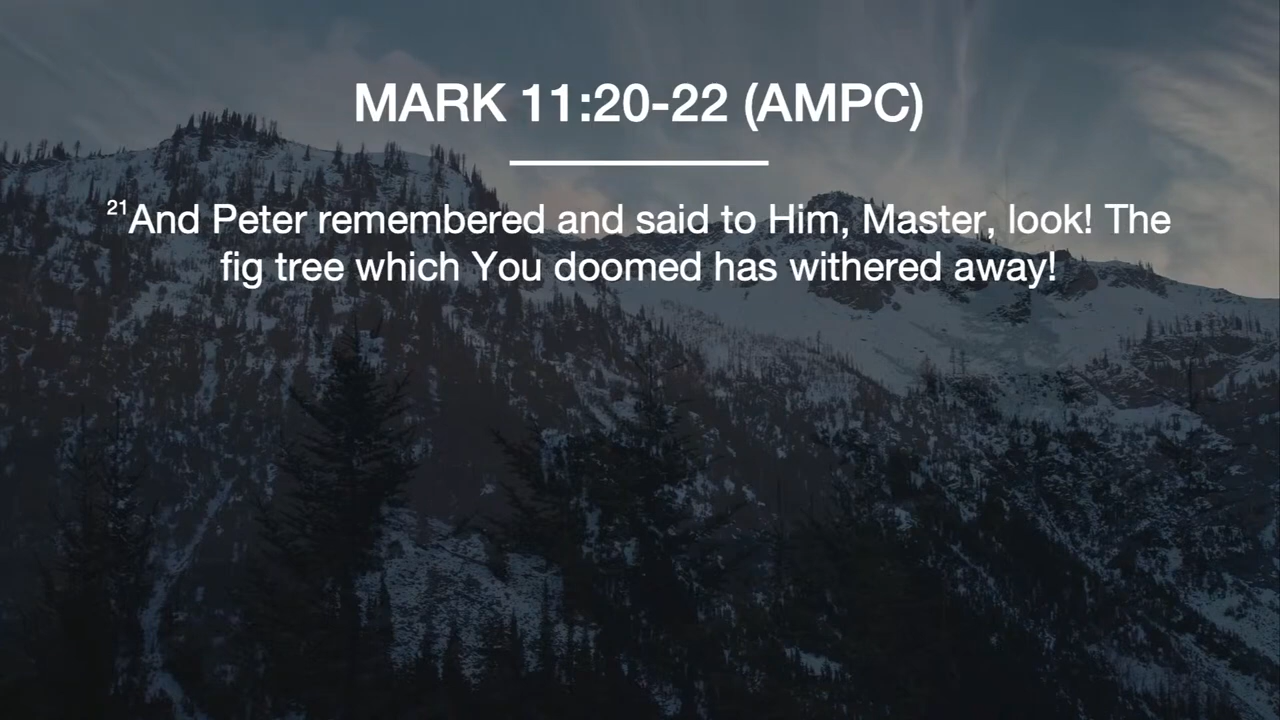 MARK 11:20-22 (AMPC)
21And Peter remembered and said to Him, Master, look! The
fig tree which You doomed has withered away!